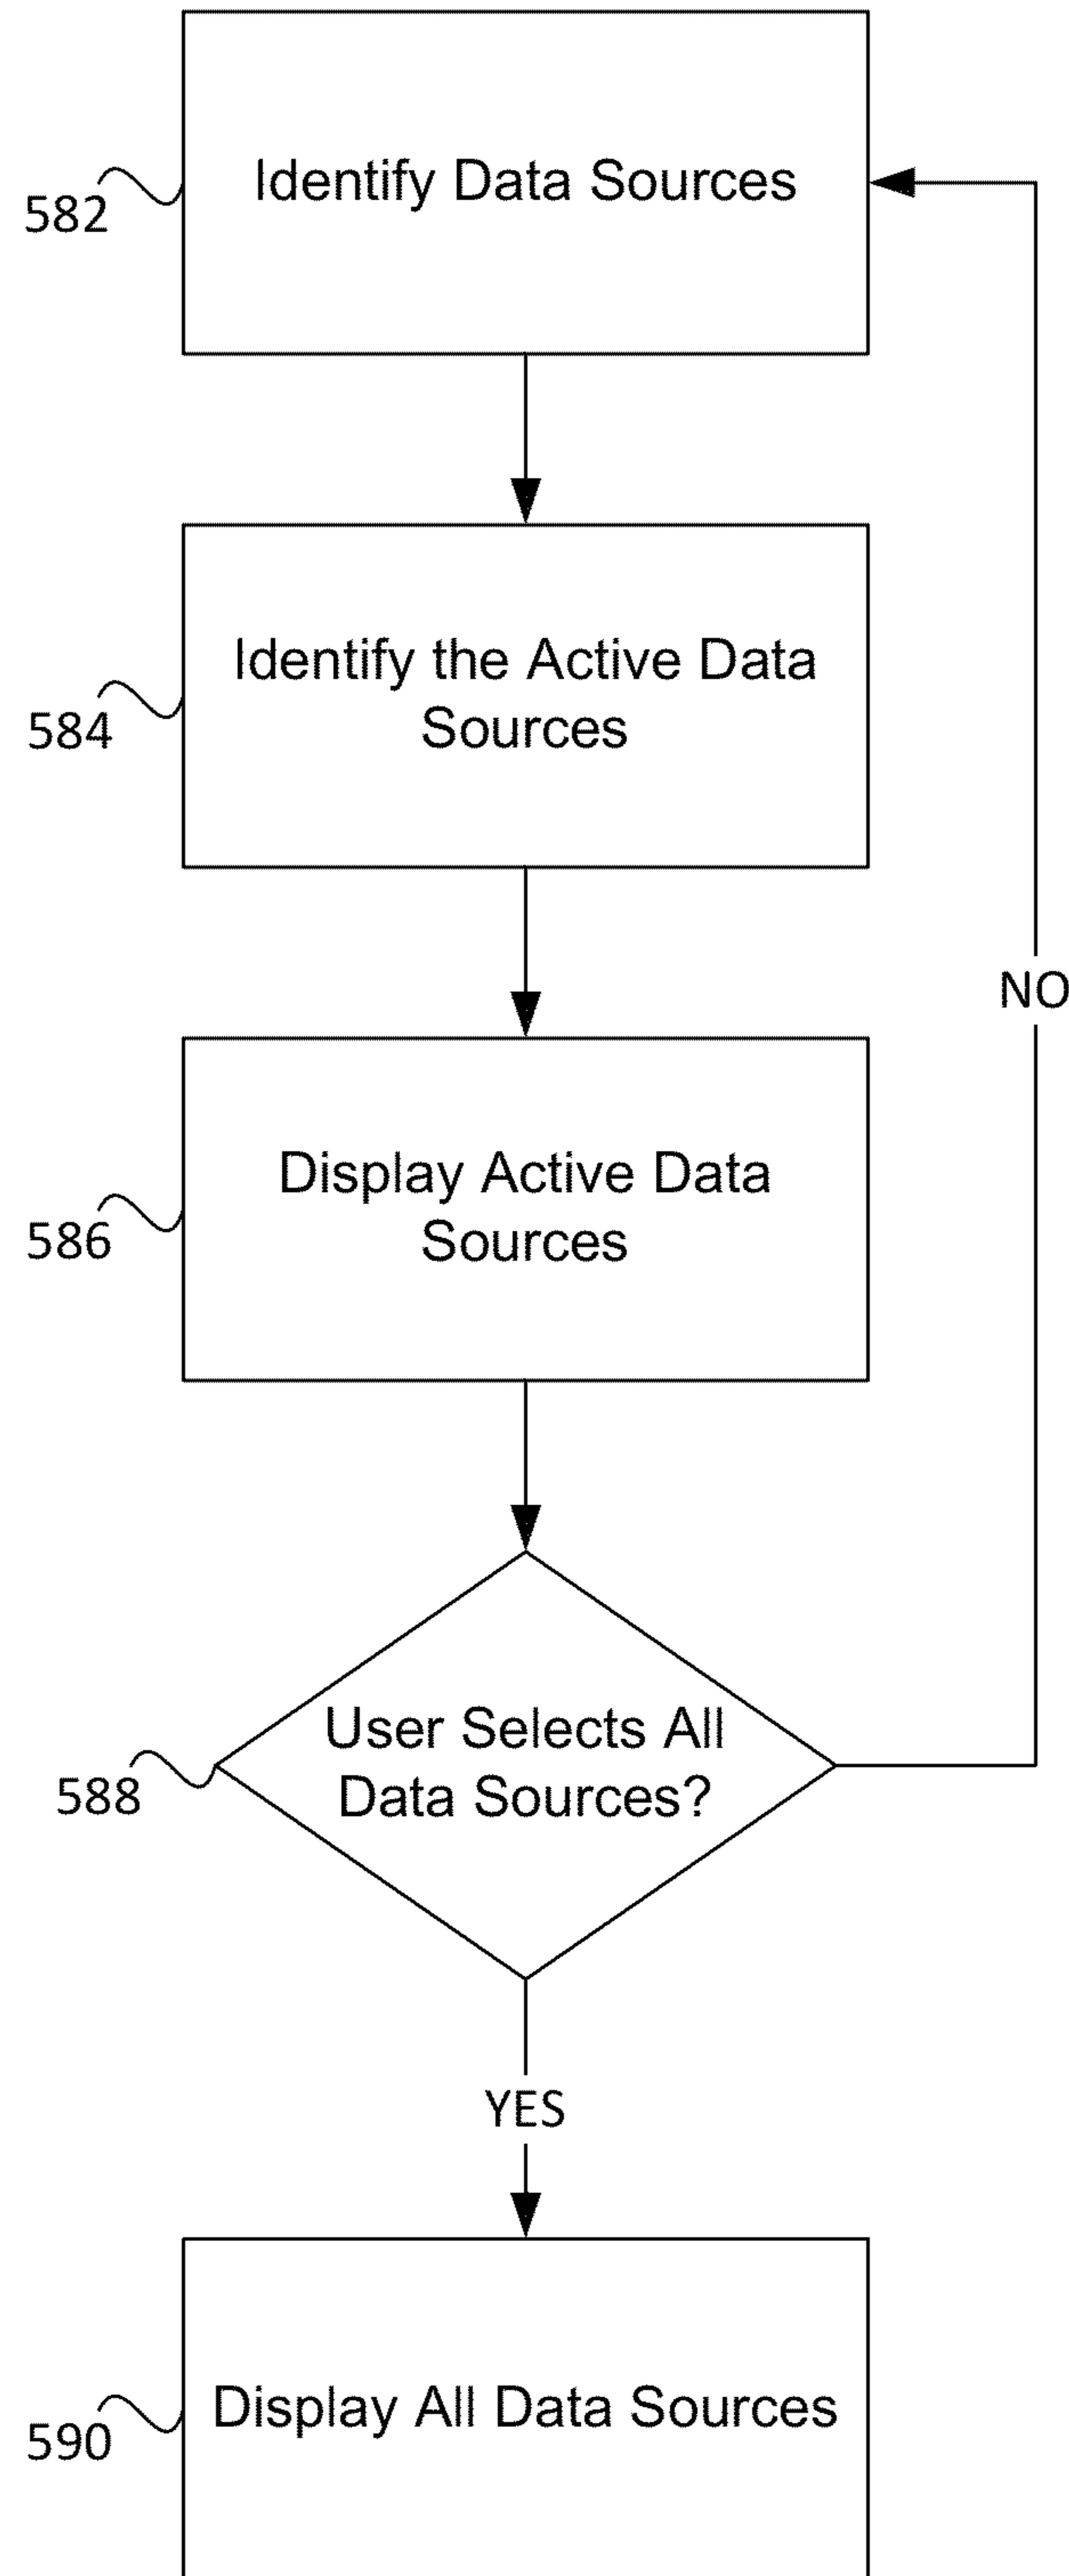 Identify Data Sources
582
Identify the Active Data
Sources
584
NO
Display Active Data
Sources
586
User Selects All
Data Sources?
588
YES
Display All Data Sources
590